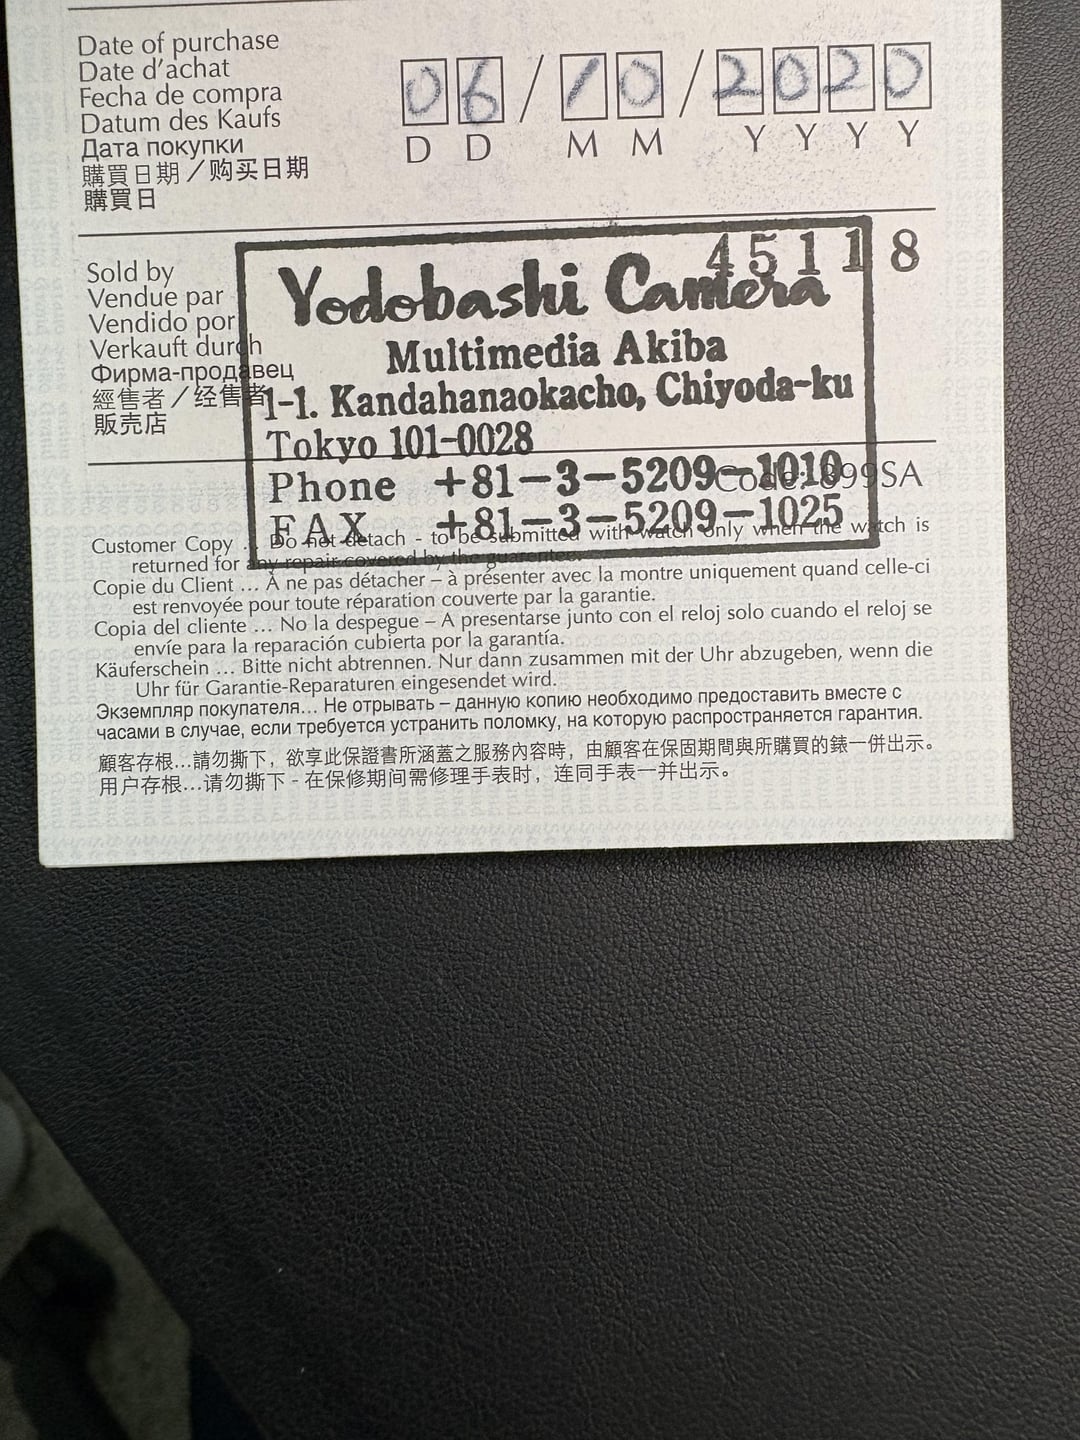 Date of purchase
Date d'achat
Fecha de compra
Datum des Kaufs
Дата покупки
購買日期／购买日期
購買日
06/10/2020
D D M M Y Y Y Y
45118
Sold by
Vendue par
Vendido por
Verkauft durch
Фирма-продавец
經售者／经售者
販売店
Yodobashi Camera
Multimedia Akiba
1-1. Kandahanaokacho, Chiyoda-ku
Tokyo 101-0028
Phone +81-3-5209-1010
FAX +81-3-5209-1025
Code: 899SA
Customer Copy ... Do not detach - to be submitted with watch only when the watch is
returned for any repair covered by the guarantee.
Copie du Client ... A ne pas détacher – à présenter avec la montre uniquement quand celle-ci
est renvoyée pour toute réparation couverte par la garantie.
Copia del cliente ... No la despegue – A presentarse junto con el reloj solo cuando el reloj se
envíe para la reparación cubierta por la garantía.
Käuferschein ... Bitte nicht abtrennen. Nur dann zusammen mit der Uhr abzugeben, wenn die
Uhr für Garantie-Reparaturen eingesendet wird.
Экземпляр покупателя... Не отрывать – данную копию необходимо предоставить вместе с
часами в случае, если требуется устранить поломку, на которую распространяется гарантия.
顧客存根...請勿撕下，欲享此保證書所涵蓋之服務內容時，由顧客在保固期間與所購買的錶一併出示。
用户存根...请勿撕下 - 在保修期间需修理手表时，连同手表一并出示。